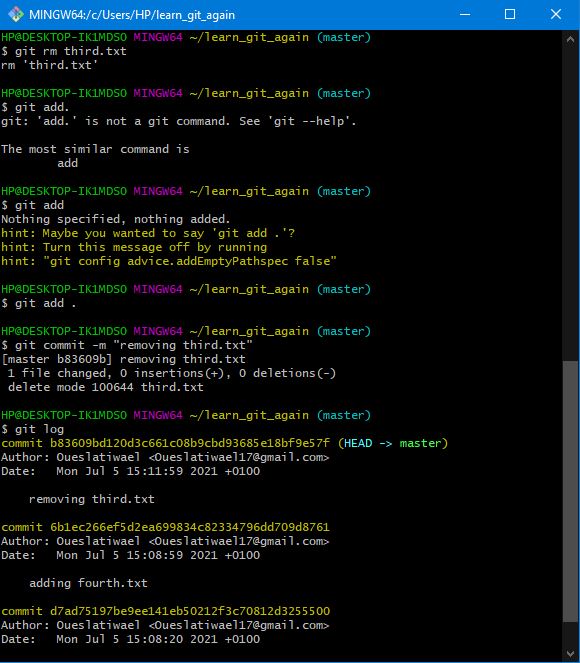 MINGW64:/c/Users/HP/learn_git_again
HP@DESKTOP-IK1MDSO MINGW64 ~/learn_git_again (master)
$ git rm third.txt
rm 'third.txt'
HP@DESKTOP-IK1MDSO MINGW64 ~/learn_git_again (master)
$ git add.
git: 'add.' is not a git command. See 'git --help'.
The most similar command is
add
HP@DESKTOP-IK1MDSO MINGW64 ~/learn_git_again (master)
$ git add
Nothing specified, nothing added.
hint: Maybe you wanted to say 'git add .'?
hint: Turn this message off by running
hint: "git config advice.addEmptyPathspec false"
HP@DESKTOP-IK1MDSO MINGW64 ~/learn_git_again (master)
$ git add .
HP@DESKTOP-IK1MDSO MINGW64 ~/learn_git_again (master)
$ git commit -m "removing third.txt"
[master b83609b] removing third.txt
1 file changed, 0 insertions(+), 0 deletions(-)
delete mode 100644 third.txt
HP@DESKTOP-IK1MDSO MINGW64 ~/learn_git_again (master)
$ git log
commit b83609bd120d3c661c08b9cbd93685e18bf9e57f (HEAD -> master)
Author: Oueslatiwael <Oueslatiwael17@gmail.com>
Date:   Mon Jul 5 15:11:59 2021 +0100
removing third.txt
commit 6b1ec266ef5d2ea699834c82334796dd709d8761
Author: Oueslatiwael <Oueslatiwael17@gmail.com>
Date:   Mon Jul 5 15:08:59 2021 +0100
adding fourth.txt
commit d7ad75197be9ee141eb50212f3c70812d3255500
Author: Oueslatiwael <Oueslatiwael17@gmail.com>
Date:   Mon Jul 5 15:08:20 2021 +0100